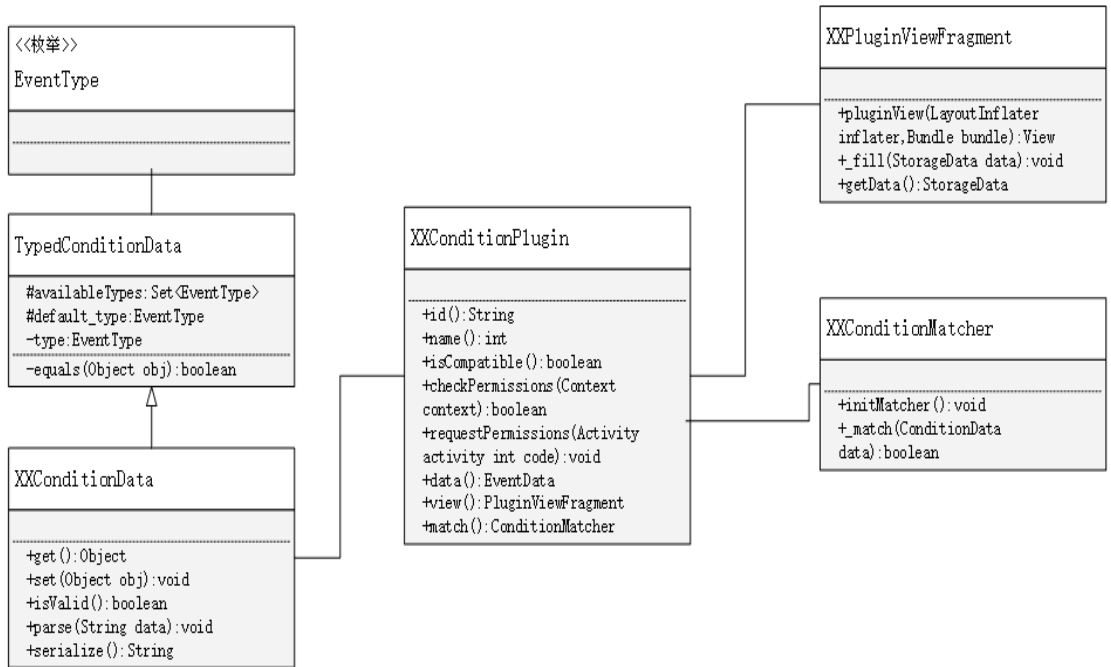 <<枚举>>
EventType
TypedConditionData
#availableTypes:Set<EventType>
#default_type:EventType
-type:EventType
-equals(Object obj):boolean
XXConditionData
+get():Object
+set(Object obj):void
+isValid():boolean
+parse(String data):void
+serialize():String
XXConditionPlugin
+id():String
+name():int
+isCompatible():boolean
+checkPermissions(Context
context):boolean
+requestPermissions(Activity
activity int code):void
+data():EventData
+view():PluginViewFragment
+match():ConditionMatcher
XXPluginViewFragment
+pluginView(LayoutInflater
inflater,Bundle bundle):View
+_fill(StorageData data):void
+getData():StorageData
XXConditionMatcher
+initMatcher():void
+_match(ConditionData
data):boolean